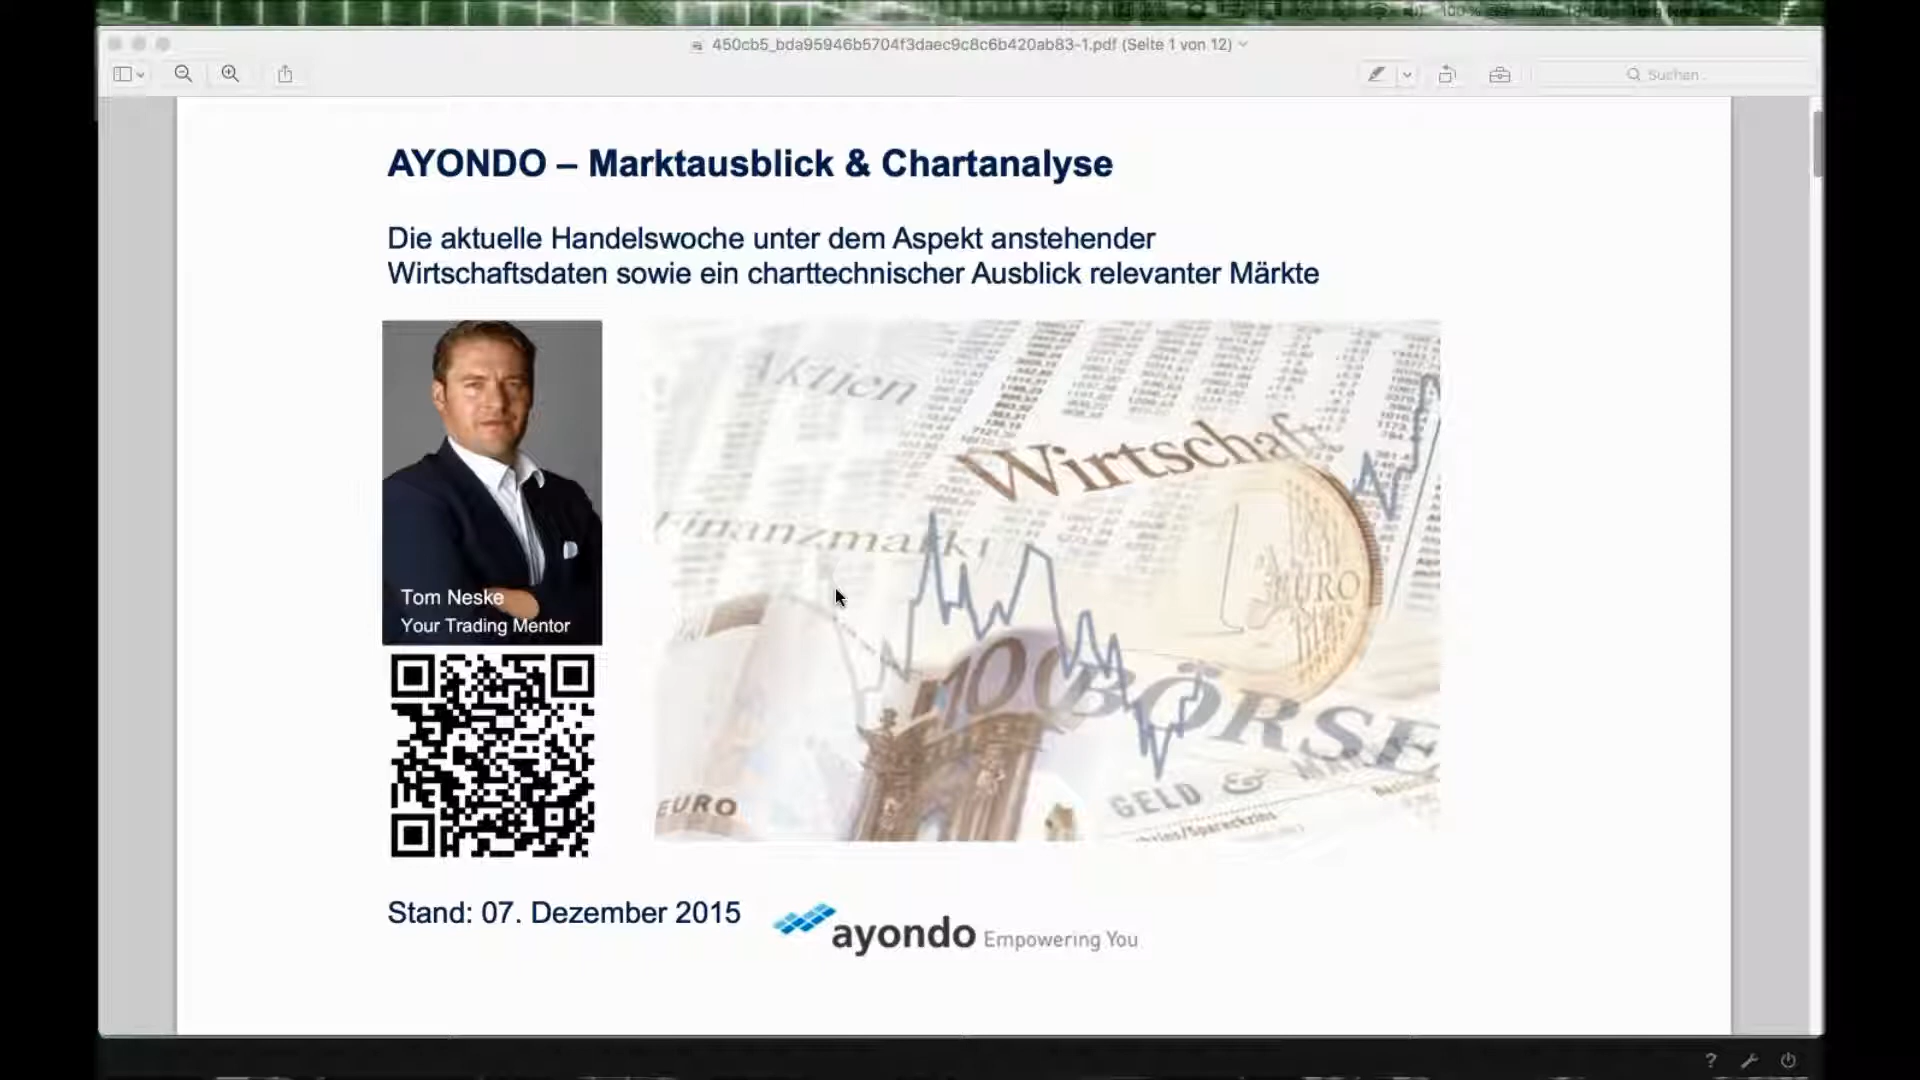 450cb5_bda95946b5704f3daec9c8c6b420ab83-1.pdf (Seite 1 von 12)
Suchen
AYONDO – Marktausblick & Chartanalyse
Die aktuelle Handelswoche unter dem Aspekt anstehender
Wirtschaftsdaten sowie ein charttechnischer Ausblick relevanter Märkte
Aktien
Wirtschaft
Finanzmarkt
EURO
100
BÖRSE
GELD &
EURO
Tom Neske
Your Trading Mentor
Stand: 07. Dezember 2015
ayondo Empowering You